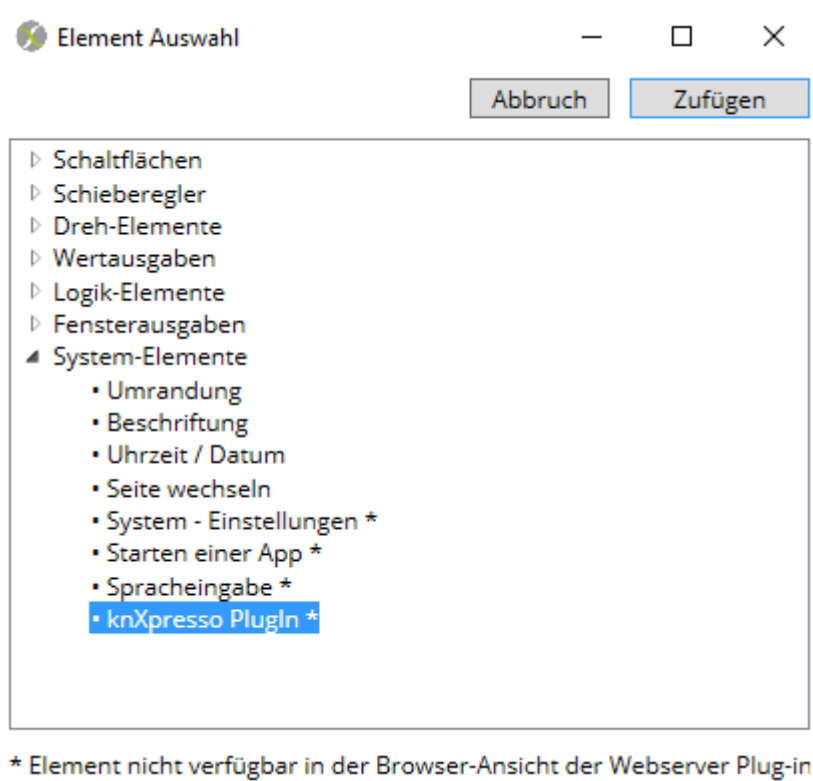 Element Auswahl
Abbruch Zufügen
Schaltflächen
Schieberegler
Dreh-Elemente
Wertausgaben
Logik-Elemente
Fensterausgaben
System-Elemente
• Umrandung
• Beschriftung
• Uhrzeit / Datum
• Seite wechseln
• System - Einstellungen *
• Starten einer App *
• Spracheingabe *
• knXpresso PlugIn *
* Element nicht verfügbar in der Browser-Ansicht der Webserver Plug-in